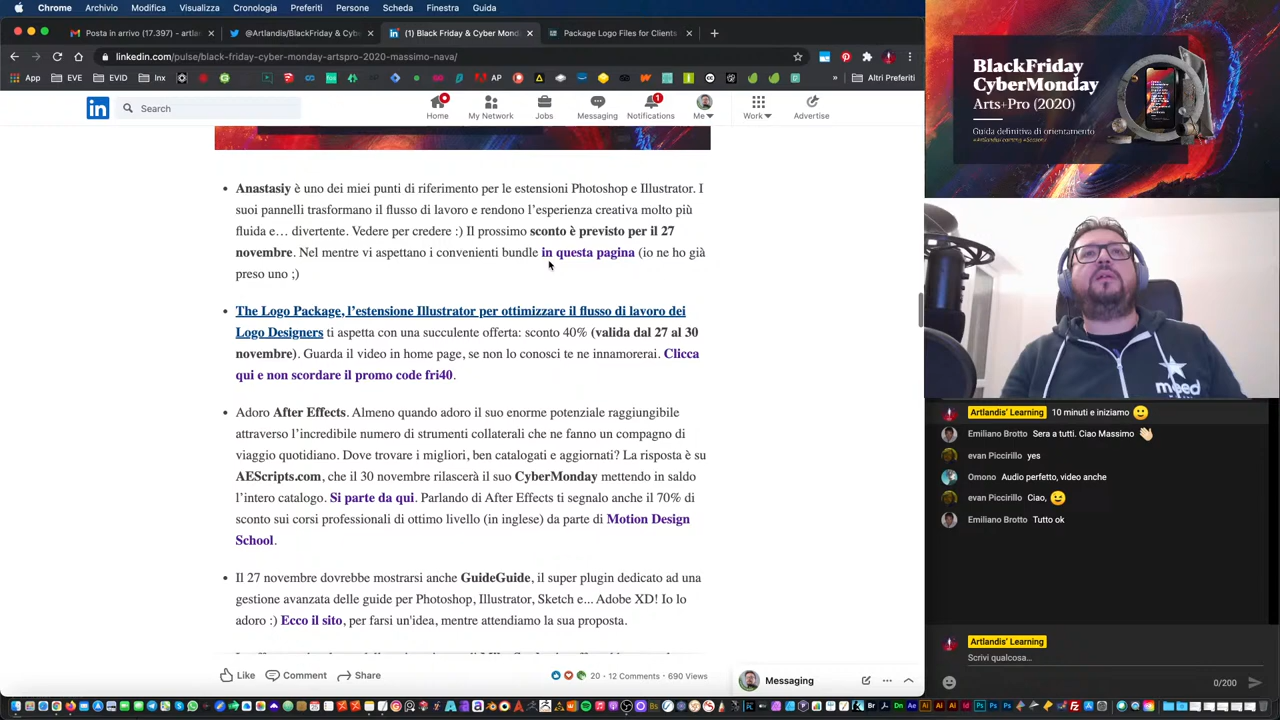 Chrome Archivio Modifica Visualizza Cronologia Preferiti Persone Scheda Finestra Guida
Posta in arrivo (17.397) - artlan
@Artlandis/BlackFriday & Cybe
(1) Black Friday & Cyber Mond
Package Logo Files for Clients
linkedin.com/pulse/black-friday-cyber-monday-artspro-2020-massimo-nava/
App EVE EVID Inx AP Altri Preferiti
Search
Home My Network Jobs Messaging Notifications Me Work Advertise
1
Anastasiy è uno dei miei punti di riferimento per le estensioni Photoshop e Illustrator. I
suoi pannelli trasformano il flusso di lavoro e rendono l'esperienza creativa molto più
fluida e… divertente. Vedere per credere :) Il prossimo sconto è previsto per il 27
novembre. Nel mentre vi aspettano i convenienti bundle in questa pagina (io ne ho già
preso uno ;)
The Logo Package, l'estensione Illustrator per ottimizzare il flusso di lavoro dei
Logo Designers ti aspetta con una succulente offerta: sconto 40% (valida dal 27 al 30
novembre). Guarda il video in home page, se non lo conosci te ne innamorerai. Clicca
qui e non scordare il promo code fri40.
Adoro After Effects. Almeno quando adoro il suo enorme potenziale raggiungibile
attraverso l'incredibile numero di strumenti collaterali che ne fanno un compagno di
viaggio quotidiano. Dove trovare i migliori, ben catalogati e aggiornati? La risposta è su
AEScripts.com, che il 30 novembre rilascerà il suo CyberMonday mettendo in saldo
l'intero catalogo. Si parte da qui. Parlando di After Effects ti segnalo anche il 70% di
sconto sui corsi professionali di ottimo livello (in inglese) da parte di Motion Design
School.
Il 27 novembre dovrebbe mostrarsi anche GuideGuide, il super plugin dedicato ad una
gestione avanzata delle guide per Photoshop, Illustrator, Sketch e... Adobe XD! Io lo
adoro :) Ecco il sito, per farsi un'idea, mentre attendiamo la sua proposta.
Like Comment Share
20 · 12 Comments · 690 Views
Messaging
BlackFriday
CyberMonday
Arts+Pro (2020)
Guida definitiva di orientamento
meed
Artlandis' Learning 10 minuti e iniziamo
Emiliano Brotto Sera a tutti. Ciao Massimo
evan Piccirillo yes
Omono Audio perfetto, video anche
evan Piccirillo Ciao,
Emiliano Brotto Tutto ok
Artlandis' Learning
Scrivi qualcosa...
0/200